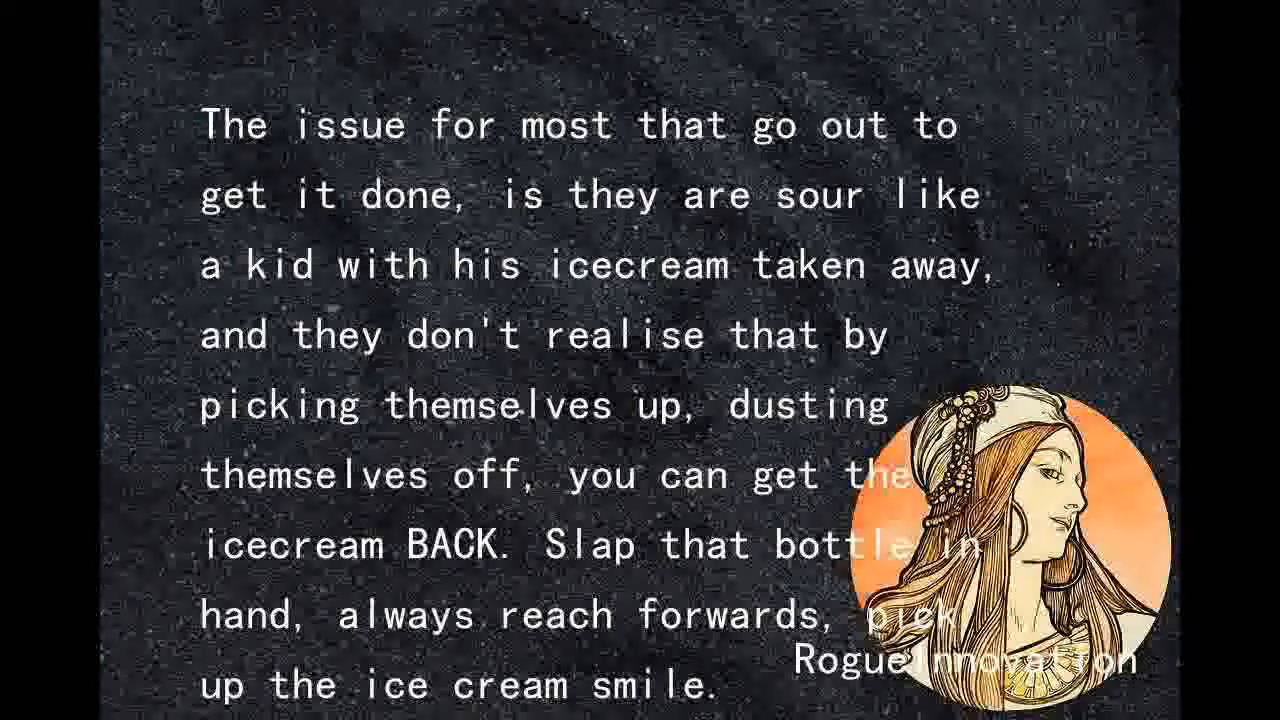 The issue for most that go out to
get it done, is they are sour like
a kid with his icecream taken away,
and they don't realise that by
picking themselves up, dusting
themselves off, you can get the
icecream BACK. Slap that bottle in
hand, always reach forwards, pick
RogueInnovation
up the ice cream smile.